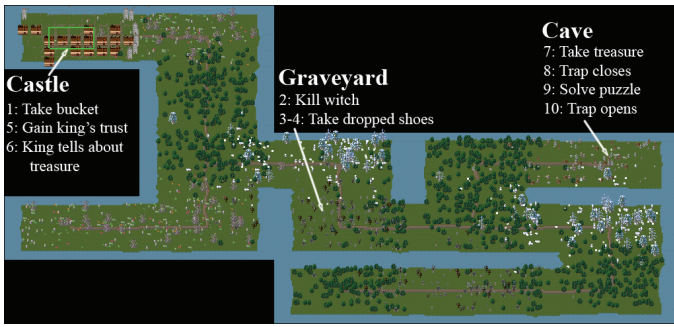 Castle
1: Take bucket
5: Gain king's trust
6: King tells about
treasure
Graveyard
2: Kill witch
3-4: Take dropped shoes
Cave
7: Take treasure
8: Trap closes
9: Solve puzzle
10: Trap opens